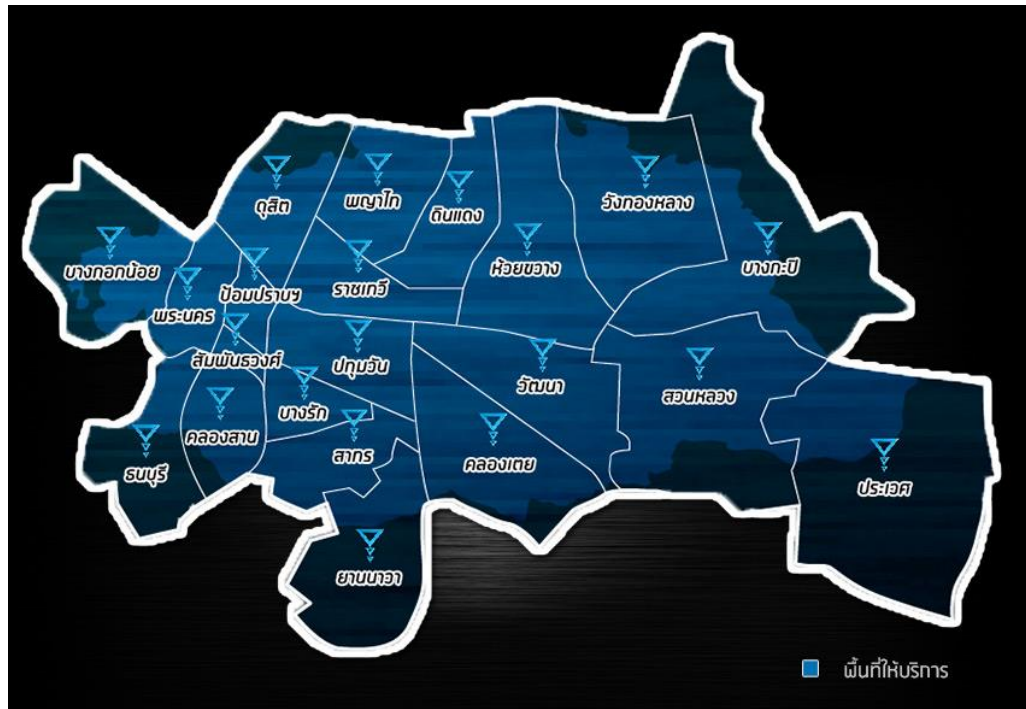 ดุสิต
พญาไท
ดินแดง
วังทองหลาง
บางกอกน้อย
พระนคร
ป้อมปราบฯ
ราชเทวี
ห้วยขวาง
บางกะปิ
สัมพันธวงศ์
ปทุมวัน
วัฒนา
สวนหลวง
บางรัก
คลองสาน
ธนบุรี
สาทร
คลองเตย
ประเวศ
ยานนาวา
พื้นที่ให้บริการ